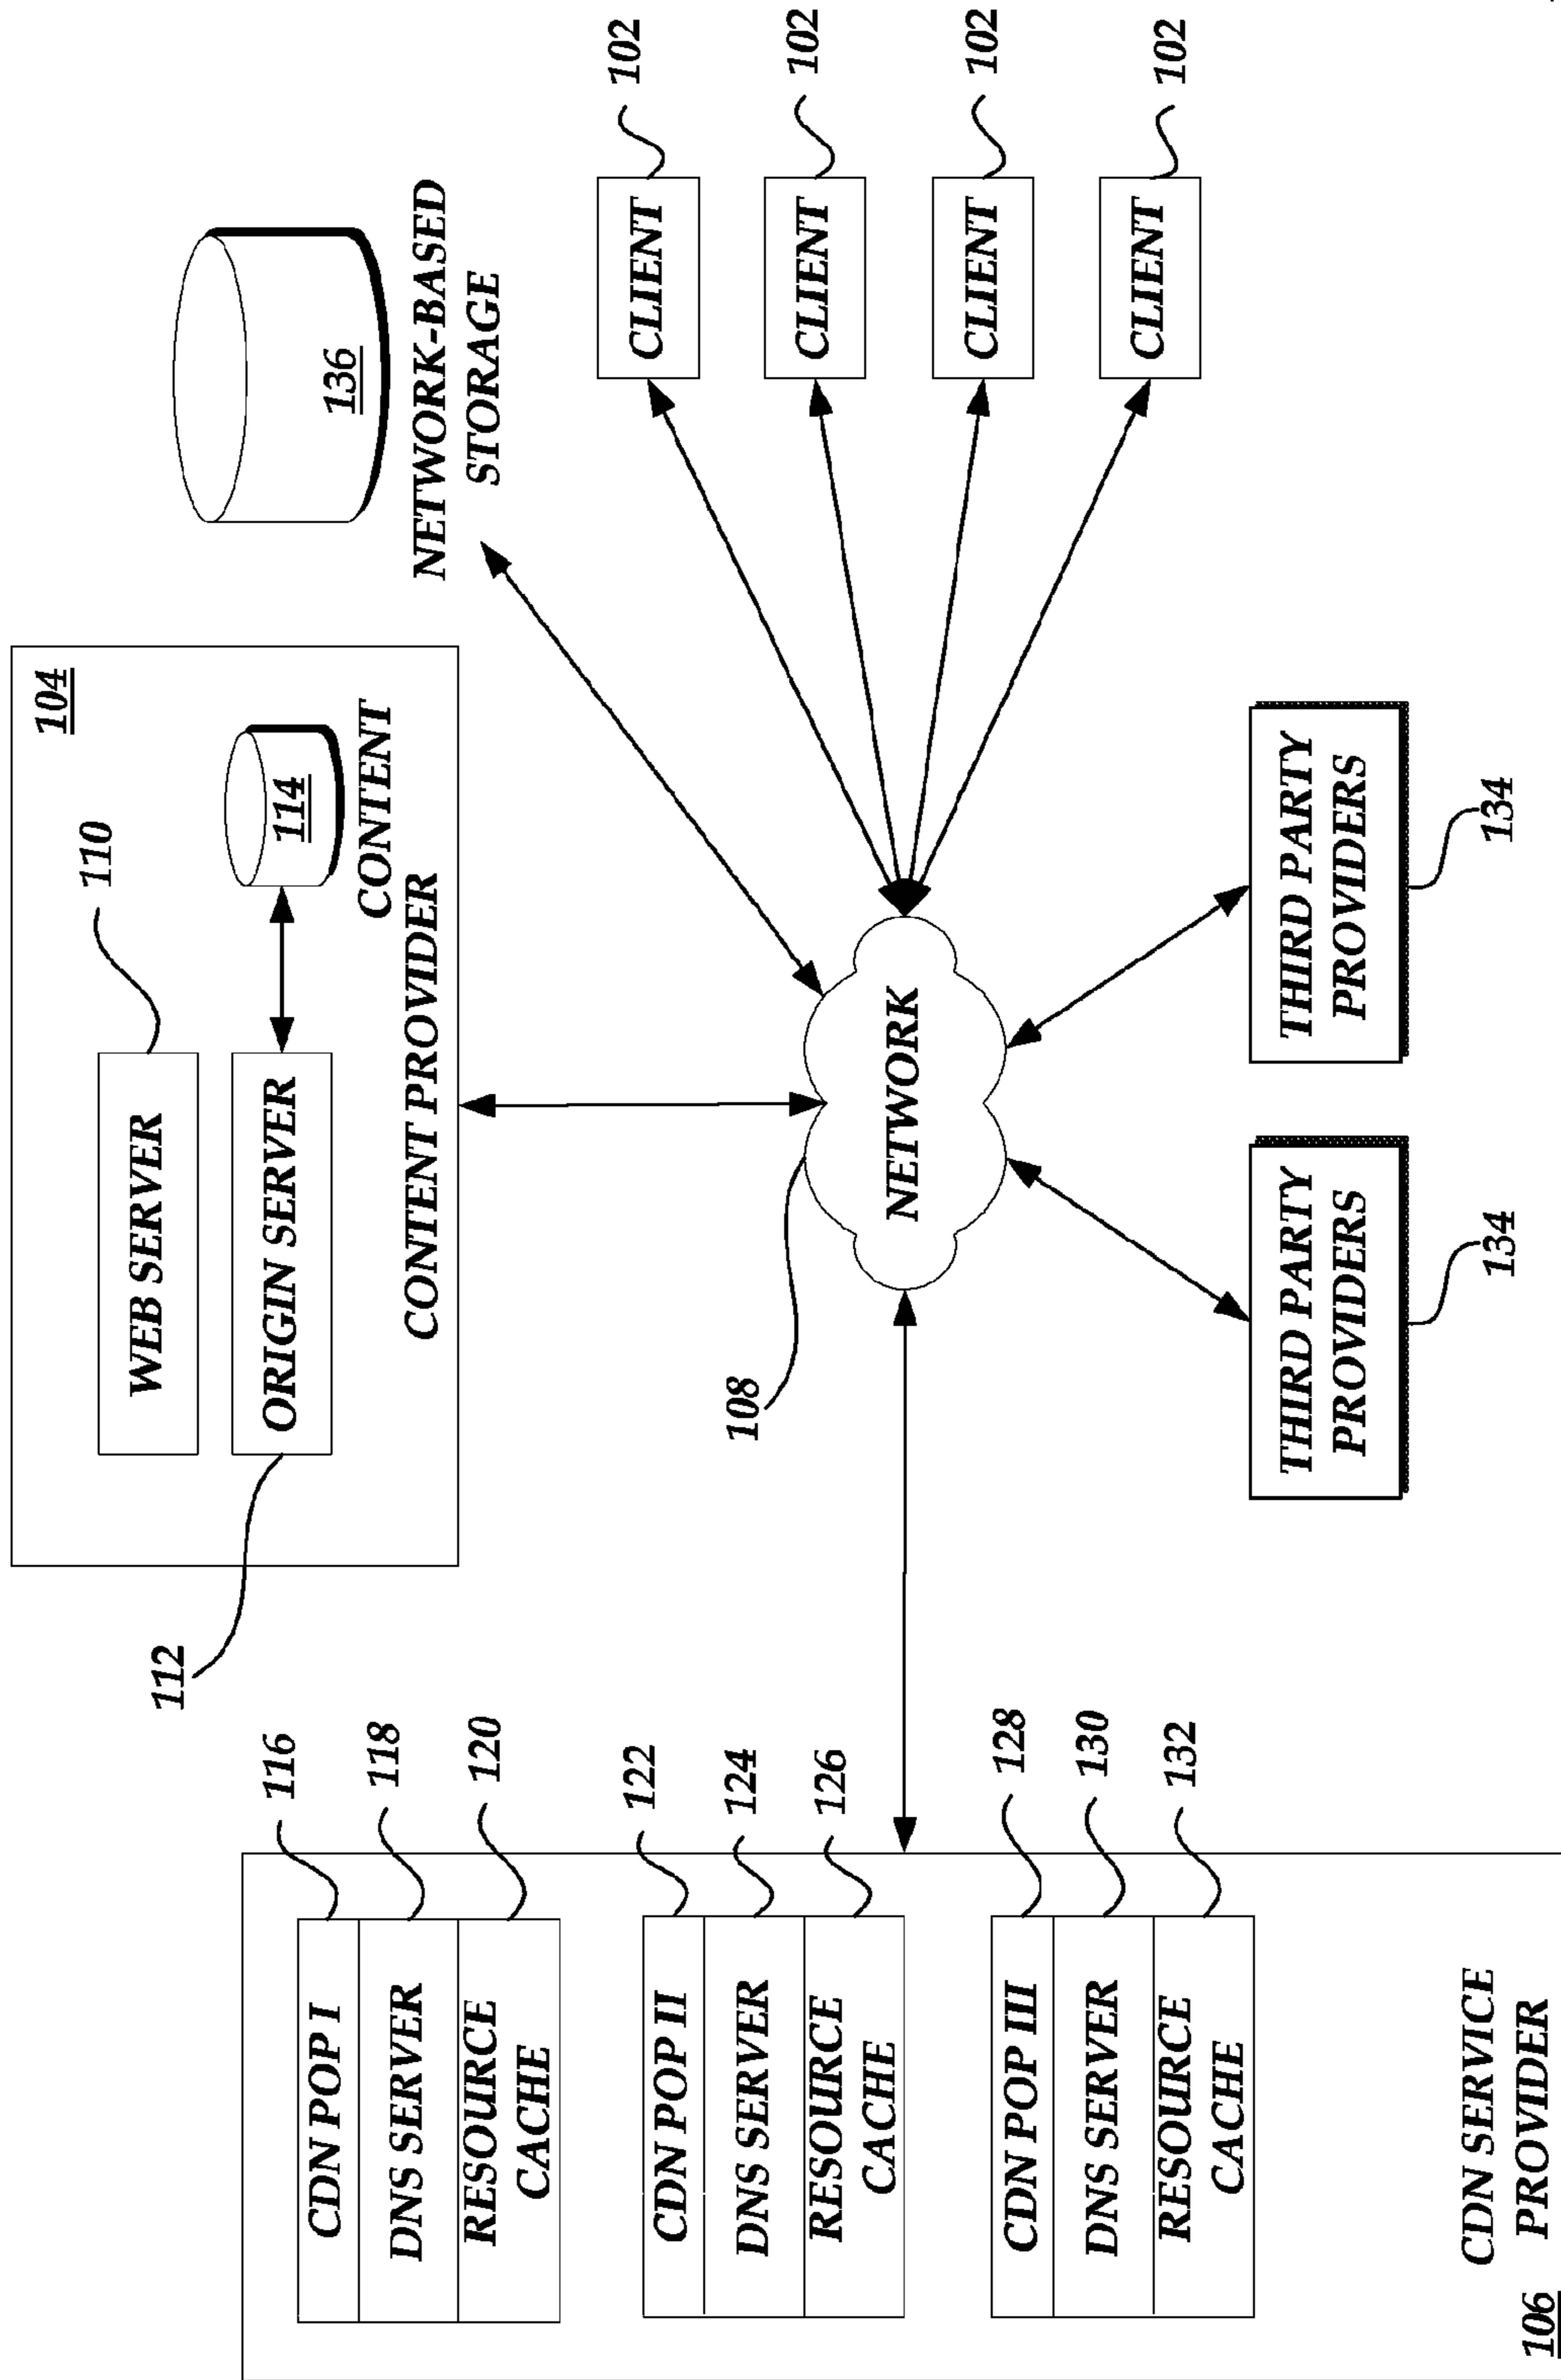 104
110
WEB SERVER
ORIGIN SERVER
112
114
CONTENT
CONTENT PROVIDER
136
NETWORK-BASED
STORAGE
116
CDN POP I
118
DNS SERVER
120
RESOURCE
CACHE
122
CDN POP II
124
DNS SERVER
126
RESOURCE
CACHE
128
CDN POP III
130
DNS SERVER
132
RESOURCE
CACHE
CDN SERVICE
PROVIDER
106
108
NETWORK
CLIENT
102
CLIENT
102
CLIENT
102
CLIENT
102
THIRD PARTY
PROVIDERS
134
THIRD PARTY
PROVIDERS
134